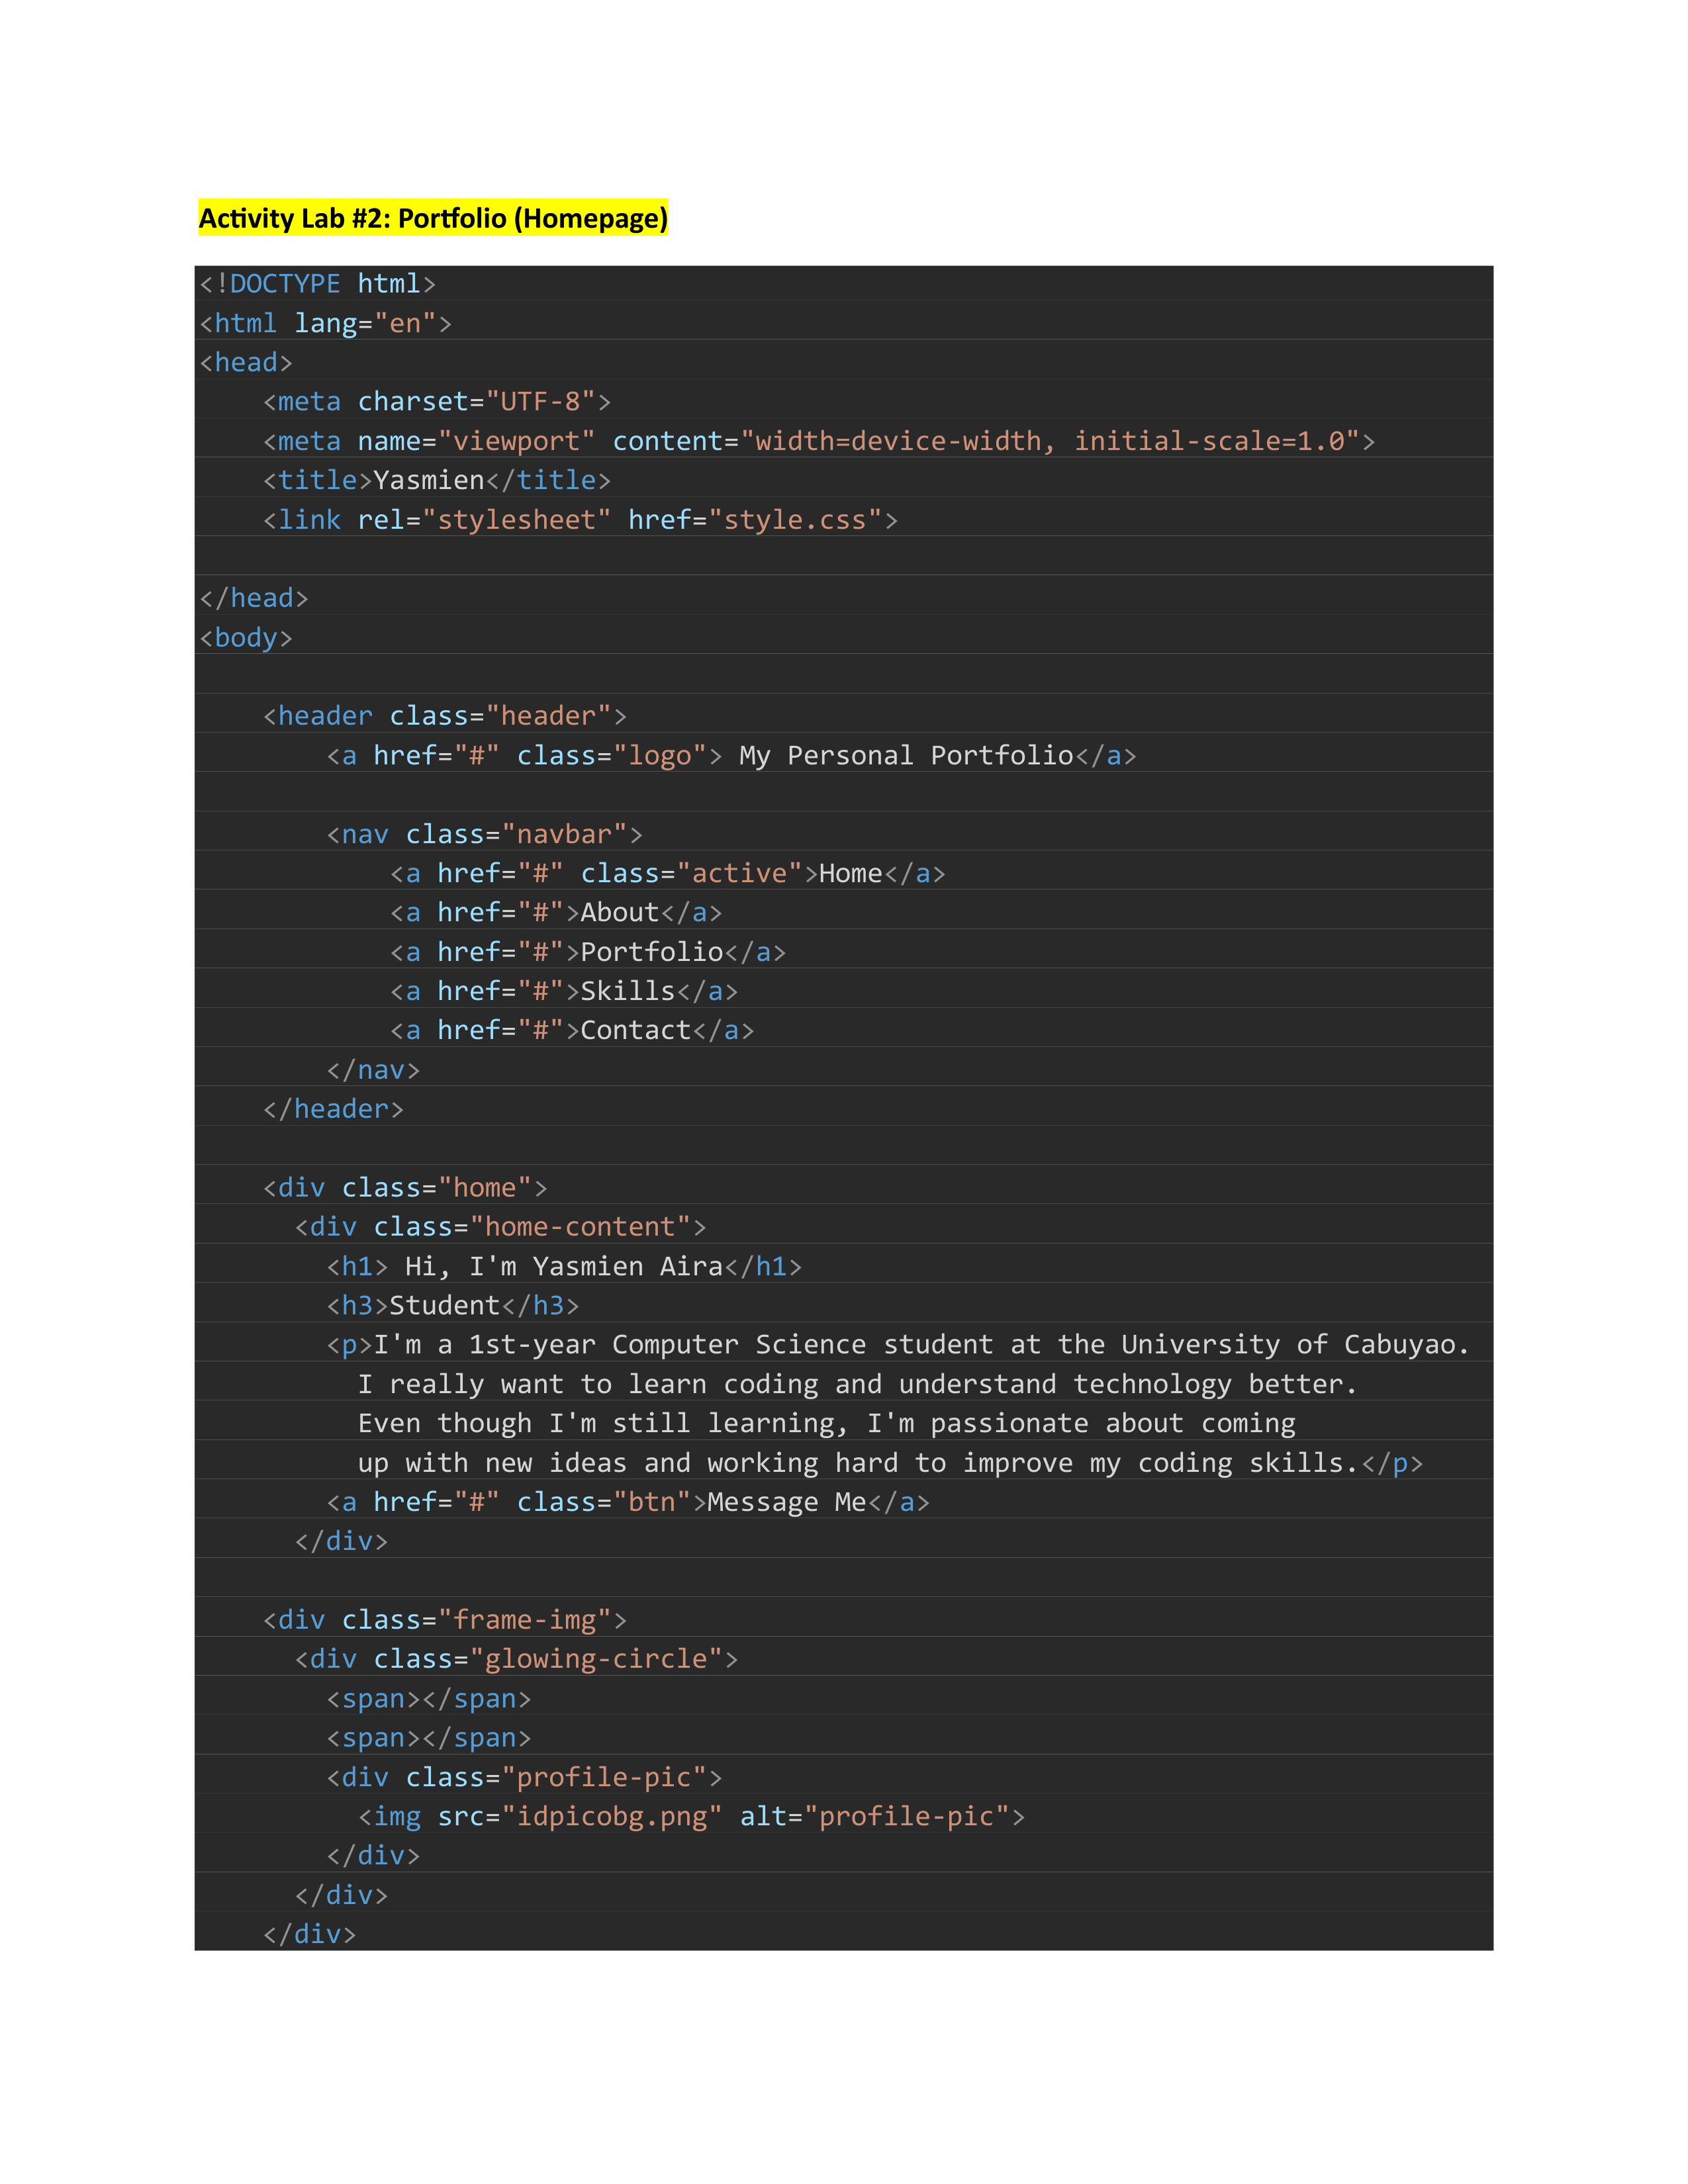 Activity Lab #2: Portfolio (Homepage)
<!DOCTYPE html>
<html lang="en">
<head>
    <meta charset="UTF-8">
    <meta name="viewport" content="width=device-width, initial-scale=1.0">
    <title>Yasmien</title>
    <link rel="stylesheet" href="style.css">

</head>
<body>

    <header class="header">
        <a href="#" class="logo"> My Personal Portfolio</a>

        <nav class="navbar">
            <a href="#" class="active">Home</a>
            <a href="#">About</a>
            <a href="#">Portfolio</a>
            <a href="#">Skills</a>
            <a href="#">Contact</a>
        </nav>
    </header>

    <div class="home">
      <div class="home-content">
        <h1> Hi, I'm Yasmien Aira</h1>
        <h3>Student</h3>
        <p>I'm a 1st-year Computer Science student at the University of Cabuyao.
          I really want to learn coding and understand technology better.
          Even though I'm still learning, I'm passionate about coming
          up with new ideas and working hard to improve my coding skills.</p>
        <a href="#" class="btn">Message Me</a>
      </div>

    <div class="frame-img">
      <div class="glowing-circle">
        <span></span>
        <span></span>
        <div class="profile-pic">
          <img src="idpicobg.png" alt="profile-pic">
        </div>
      </div>
    </div>